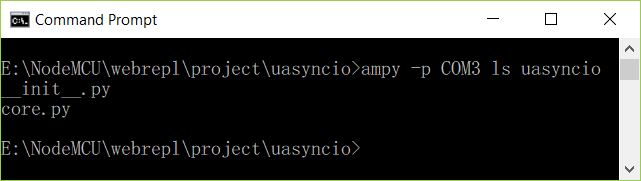 Command Prompt
E:\NodeMCU\webrepl\project\uasyncio>ampy -p COM3 ls uasyncio
__init__.py
core.py
E:\NodeMCU\webrepl\project\uasyncio>